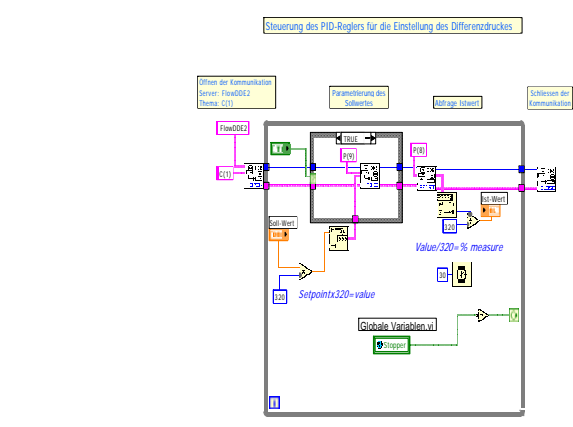 Steuerung des PID-Reglers für die Einstellung des Differenzdruckes
Öffnen der Kommunikation
Server: FlowDDE2
Thema: C(1)
Parametrierung des
Sollwertes
Abfrage Istwert
Schliessen der
Kommunikation
FlowDDE2
TRUE
P(9)
P(8)
C(1)
Ist-Wert
Soll-Wert
320
Value/320=% measure
30
320
Setpointx320=value
Globale Variablen.vi
Stopper
i